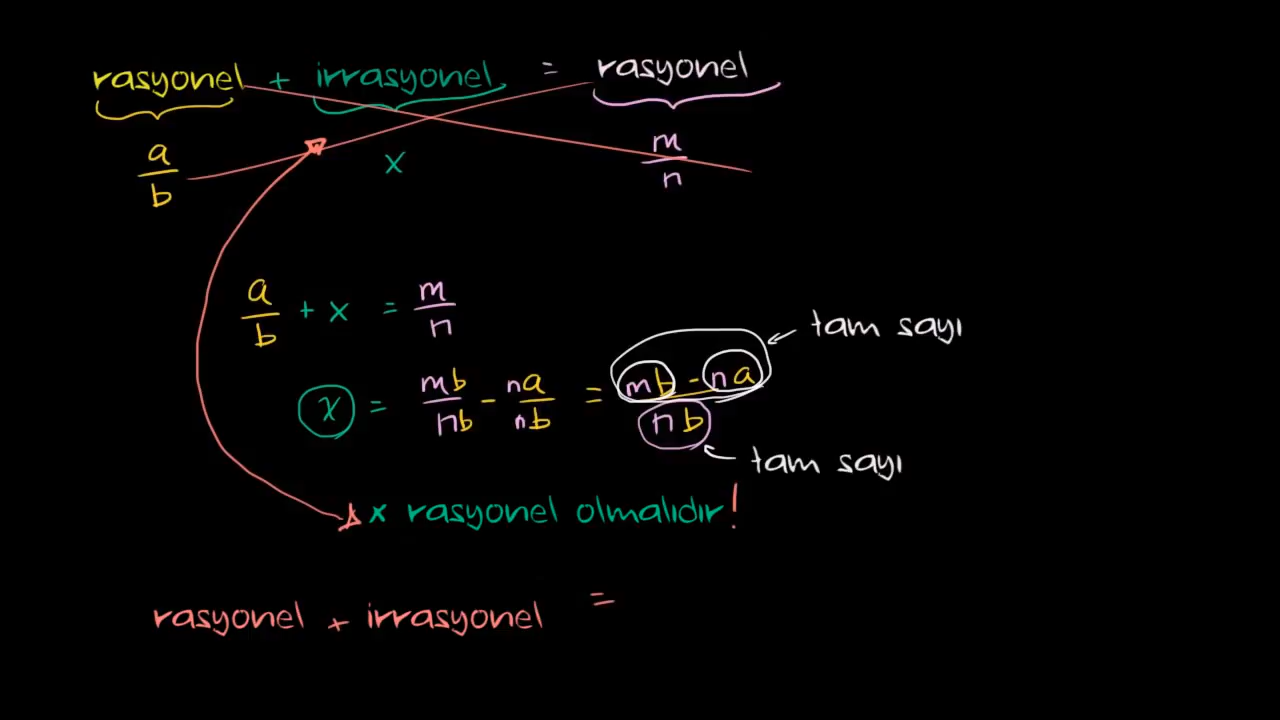 rasyonel + irrasyonel = rasyonel
a/b x m/n
a/b + x = m/n
tam sayı
x = mb/nb - na/nb = mb - na/nb
tam sayı
x rasyonel olmalıdır!
rasyonel + irrasyonel =